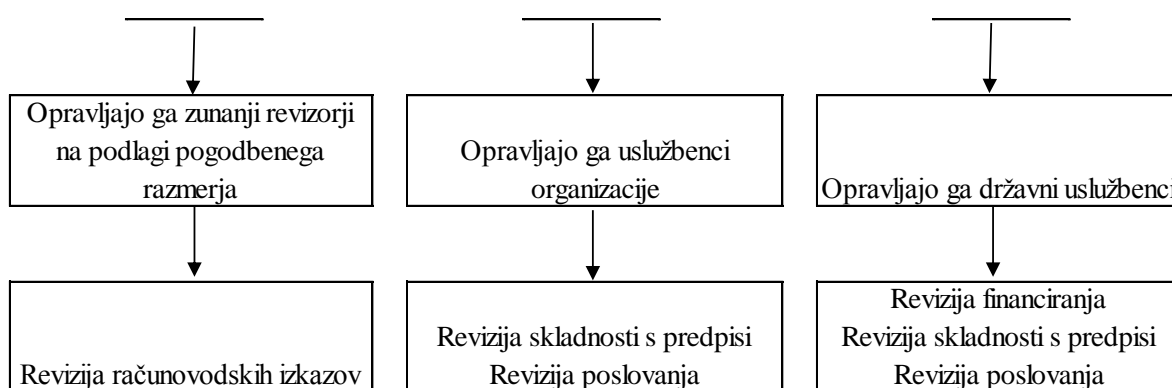 Opravljajo ga zunanji revizorji
na podlagi pogodbenega
razmerja
Opravljajo ga uslužbenci
organizacije
Opravljajo ga državni uslužbenci
Revizija računovodskih izkazov
Revizija skladnosti s predpisi
Revizija poslovanja
Revizija financiranja
Revizija skladnosti s predpisi
Revizija poslovanja